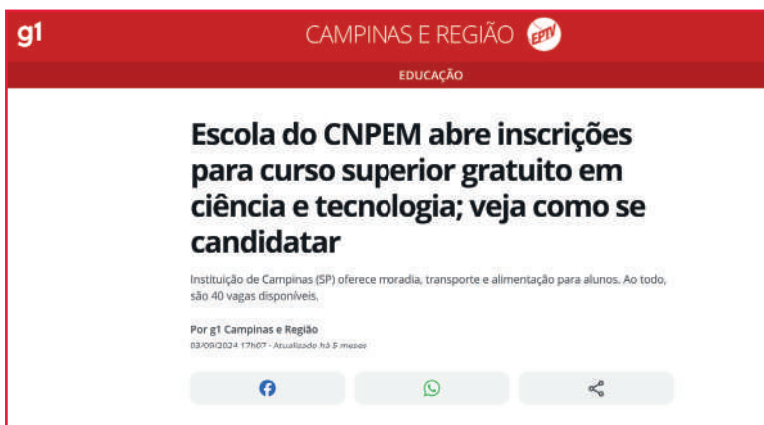 g1
CAMPINAS E REGIÃO EPTV
EDUCAÇÃO
Escola do CNPEM abre inscrições
para curso superior gratuito em
ciência e tecnologia; veja como se
candidatar
Instituição de Campinas (SP) oferece moradia, transporte e alimentação para alunos. Ao todo,
são 40 vagas disponíveis.
Por g1 Campinas e Região
03/09/2024 17h07 - Atualizado há 5 meses